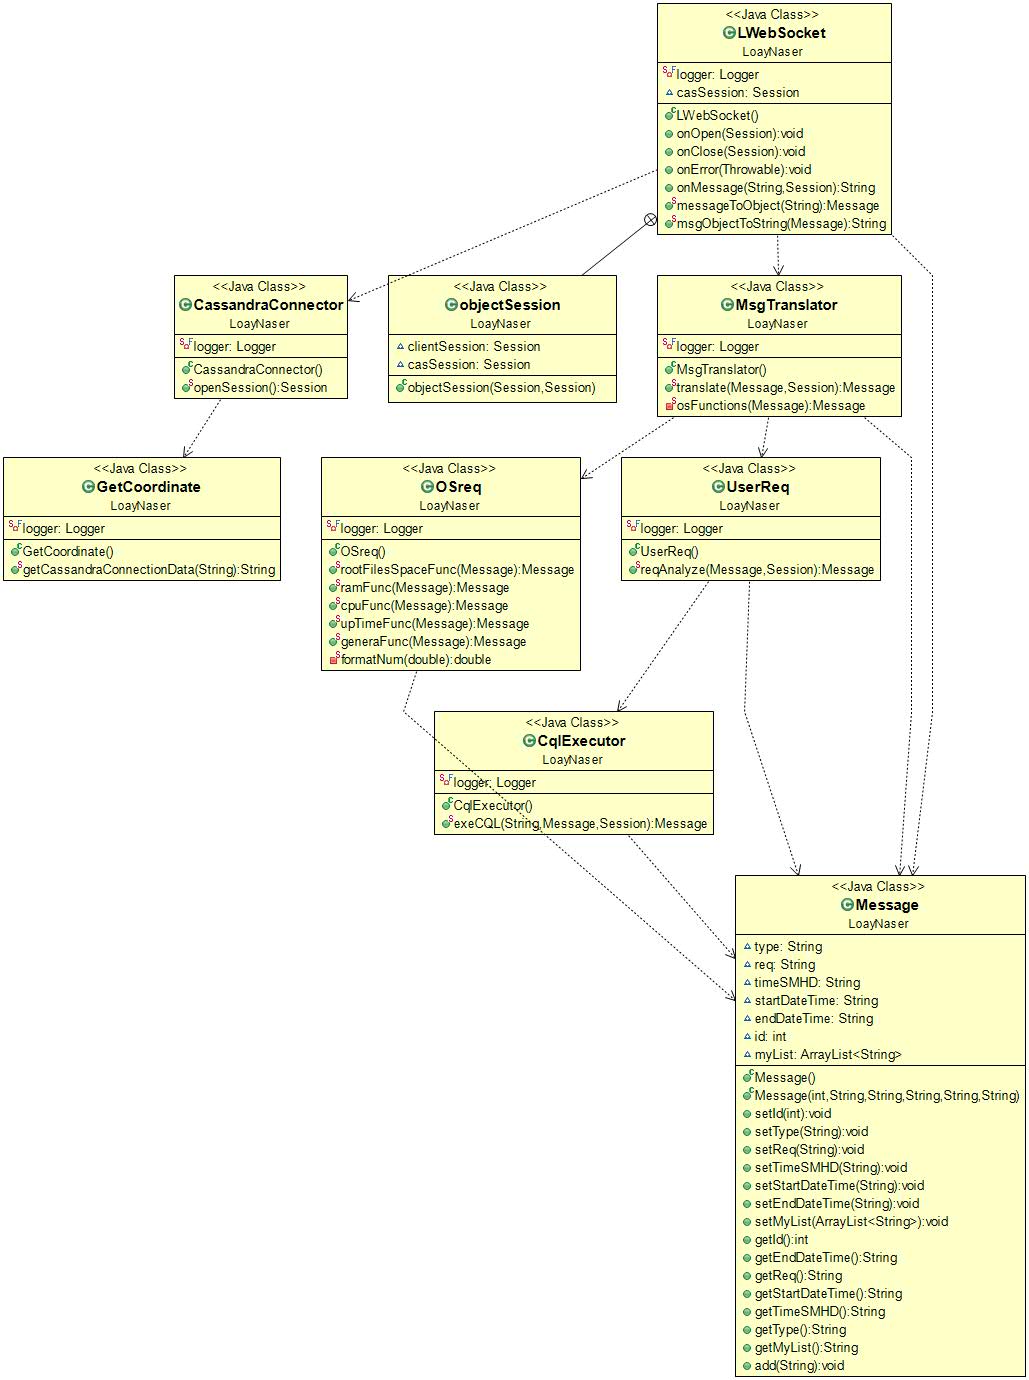 <<Java Class>>
LWebSocket
LoayNaser
logger: Logger
casSession: Session
LWebSocket()
onOpen(Session):void
onClose(Session):void
onError(Throwable):void
onMessage(String,Session):String
messageToObject(String):Message
msgObjectToString(Message):String
<<Java Class>>
CassandraConnector
LoayNaser
logger: Logger
CassandraConnector()
openSession():Session
<<Java Class>>
objectSession
LoayNaser
clientSession: Session
casSession: Session
objectSession(Session,Session)
<<Java Class>>
MsgTranslator
LoayNaser
logger: Logger
MsgTranslator()
translate(Message,Session):Message
osFunctions(Message):Message
<<Java Class>>
GetCoordinate
LoayNaser
logger: Logger
GetCoordinate()
getCassandraConnectionData(String):String
<<Java Class>>
OSreq
LoayNaser
logger: Logger
OSreq()
rootFilesSpaceFunc(Message):Message
ramFunc(Message):Message
cpuFunc(Message):Message
upTimeFunc(Message):Message
generaFunc(Message):Message
formatNum(double):double
<<Java Class>>
UserReq
LoayNaser
logger: Logger
UserReq()
reqAnalyze(Message,Session):Message
<<Java Class>>
CqlExecutor
LoayNaser
logger: Logger
CqlExecutor()
exeCQL(String,Message,Session):Message
<<Java Class>>
Message
LoayNaser
type: String
req: String
timeSMHD: String
startDateTime: String
endDateTime: String
id: int
myList: ArrayList<String>
Message()
Message(int,String,String,String,String,String)
setId(int):void
setType(String):void
setReq(String):void
setTimeSMHD(String):void
setStartDateTime(String):void
setEndDateTime(String):void
setMyList(ArrayList<String>):void
getId():int
getEndDateTime():String
getReq():String
getStartDateTime():String
getTimeSMHD():String
getType():String
getMyList():String
add(String):void